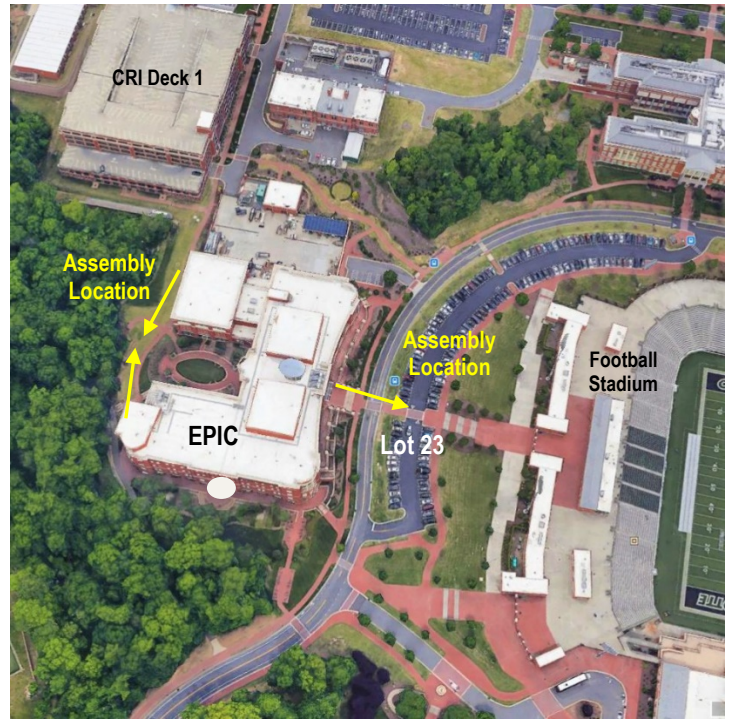 CRI Deck 1
Assembly
Location
Assembly
Location
Football
Stadium
EPIC
Lot 23